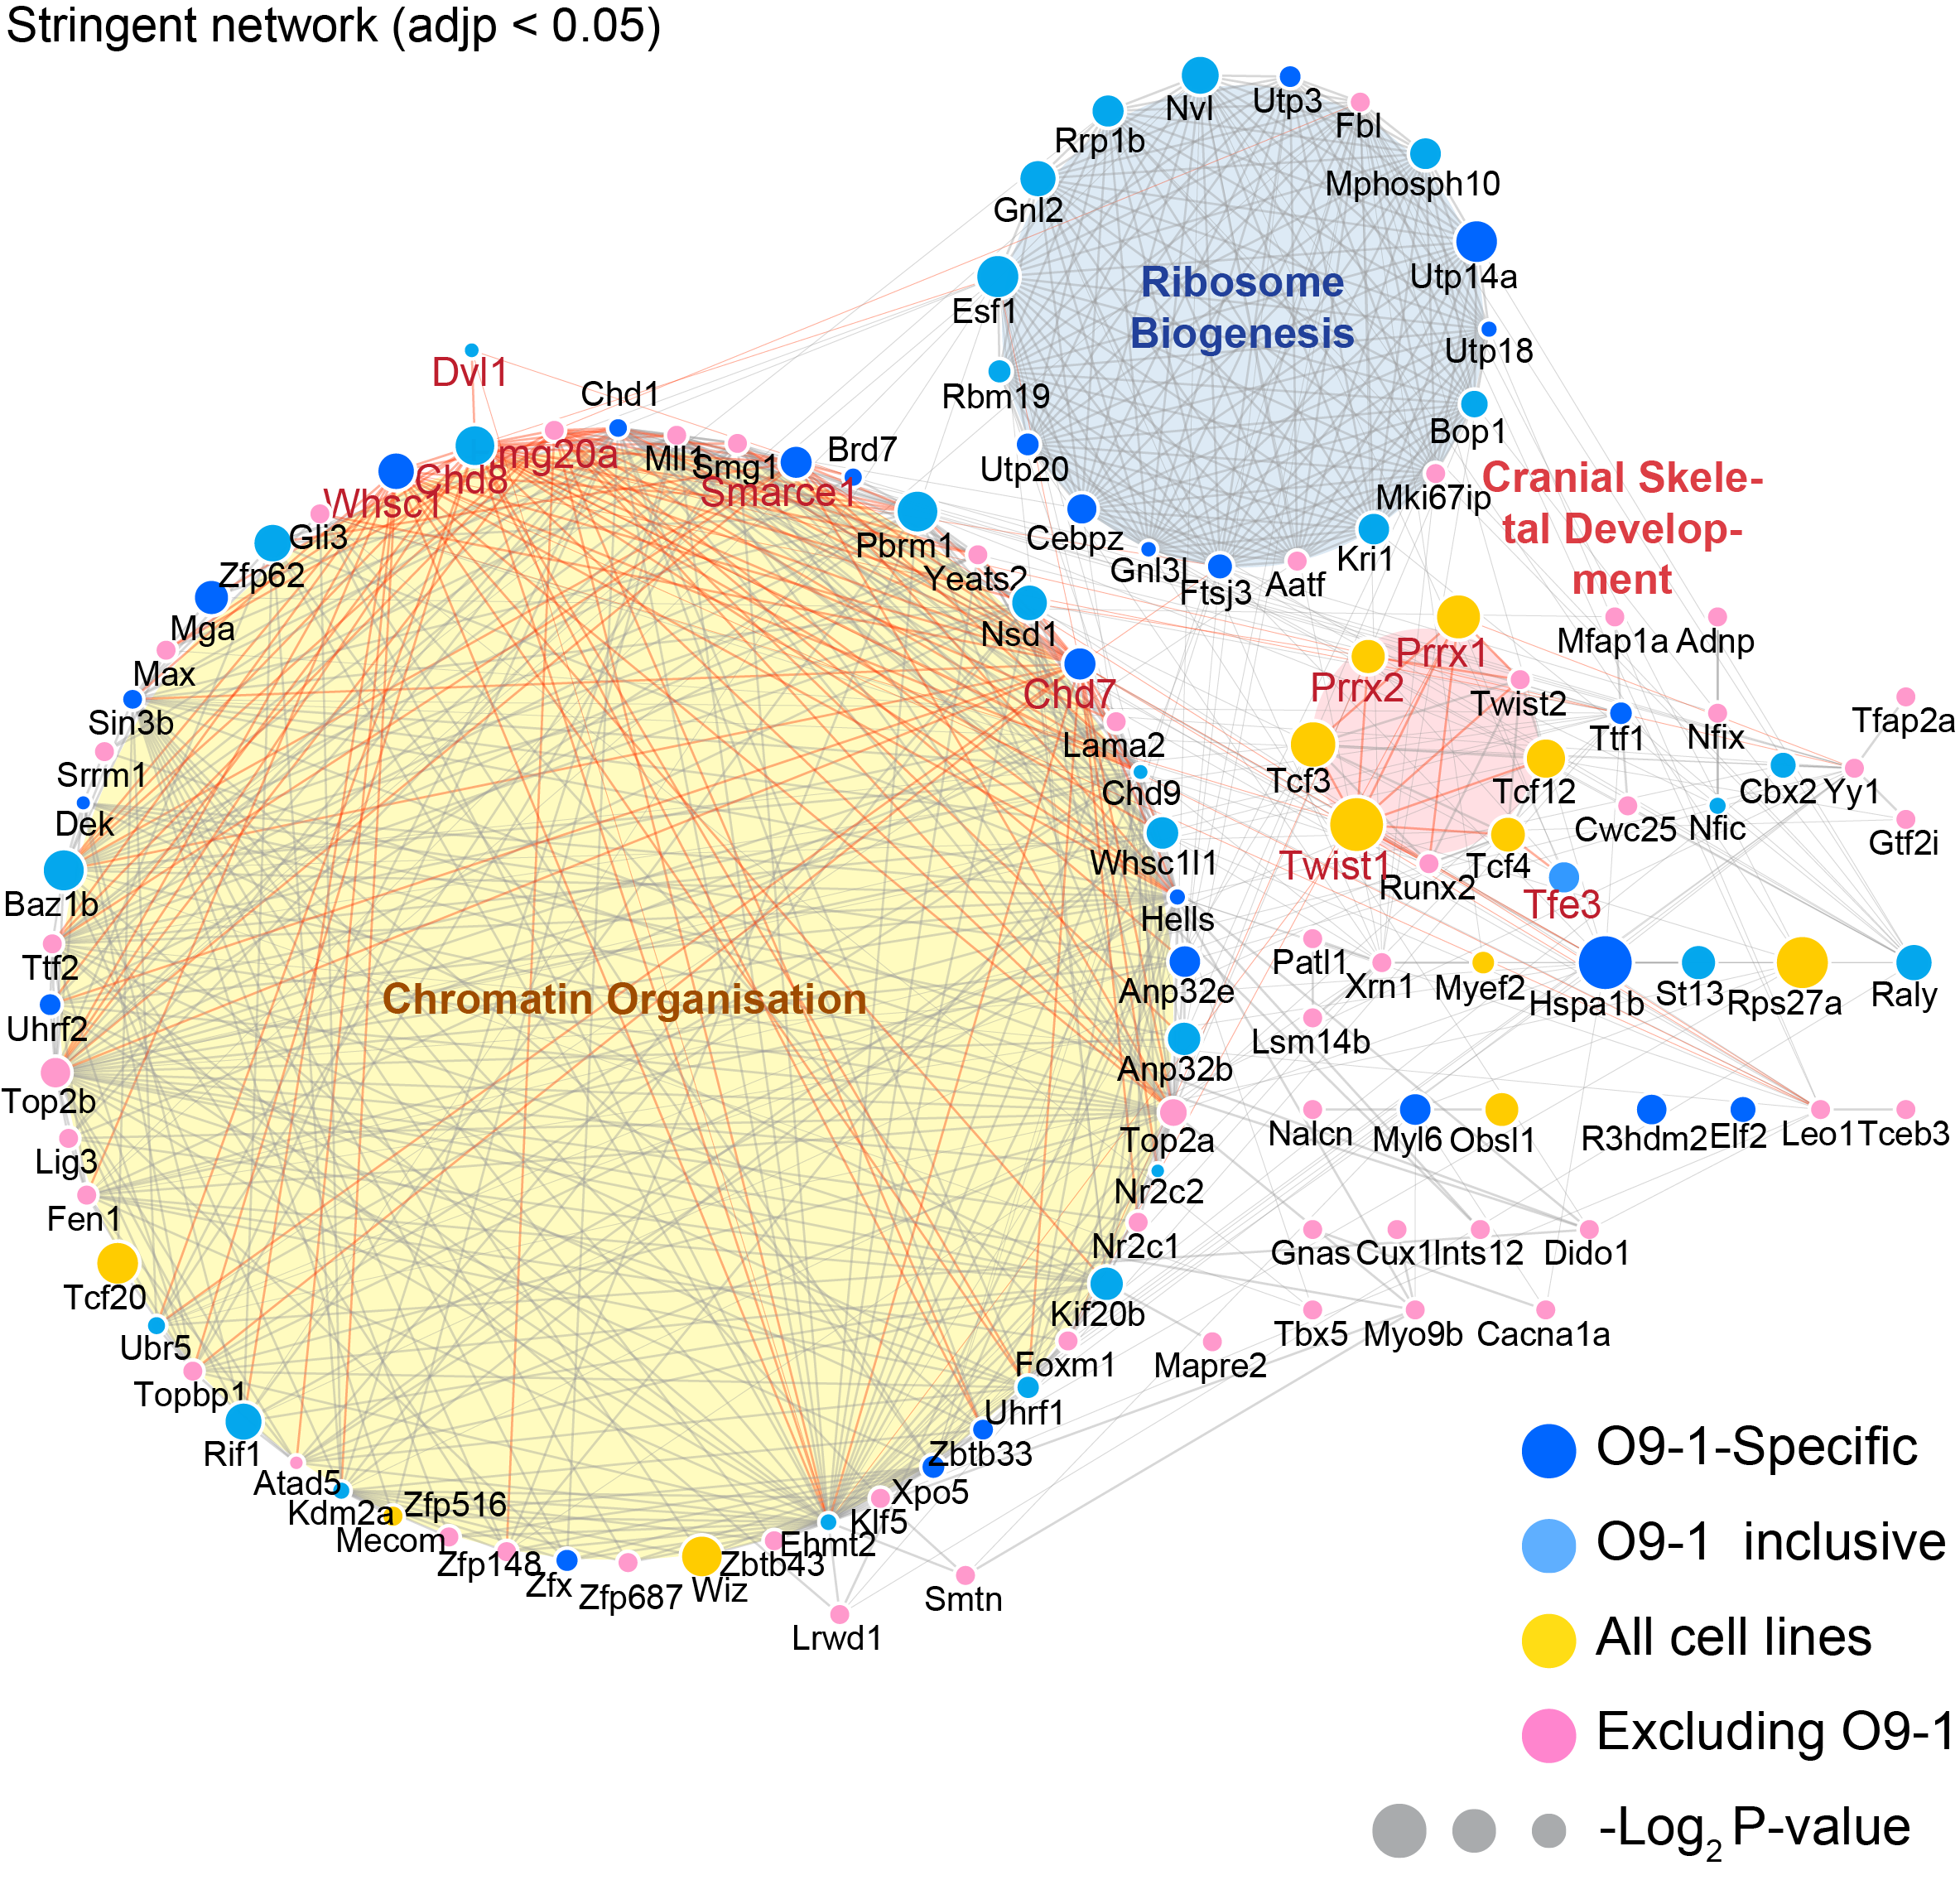 Stringent network (adjp < 0.05)
Nvl
Utp3
Fbl
Rrp1b
Mphosph10
Gnl2
Utp14a
Esf1
Ribosome
Biogenesis
Utp18
Rbm19
Bop1
Utp20
Mki67ip
Cebpz
Kri1
Gnl3l
Ftsj3
Aatf
Cranial Skele-
tal Develop-
ment
Dvl1
Chd1
Brd7
mg20a
Mll1
Smg1
Chd8
Smarce1
Whsc1
Gli3
Pbrm1
Zfp62
Yeats2
Mga
Nsd1
Max
Chd7
Sin3b
Lama2
Srrm1
Chd9
Dek
Whsc1l1
Baz1b
Hells
Ttf2
Anp32e
Uhrf2
Chromatin Organisation
Anp32b
Top2b
Top2a
Lig3
Nr2c2
Fen1
Nr2c1
Tcf20
Kif20b
Ubr5
Foxm1
Topbp1
Uhrf1
Rif1
Zbtb33
Atad5
Xpo5
Kdm2a
Zfp516
Klf5
Mecom
Ehmt2
Zfp148
Zbtb43
Zfx
Zfp687
Wiz
Smtn
Lrwd1
Mapre2
Prrx1
Prrx2
Twist2
Tcf3
Tcf12
Twist1
Runx2
Tcf4
Tfe3
Mfap1a
Adnp
Ttf1
Nfix
Tfap2a
Cbx2
Yy1
Cwc25
Nfic
Gtf2i
Patl1
Xrn1
Myef2
Hspa1b
St13
Rps27a
Raly
Lsm14b
Nalcn
Myl6
Obsl1
R3hdm2
Elf2
Leo1
Tceb3
Gnas
Cux1
Ints12
Dido1
Tbx5
Myo9b
Cacna1a
O9-1-Specific
O9-1 inclusive
All cell lines
Excluding O9-1
-Log2 P-value